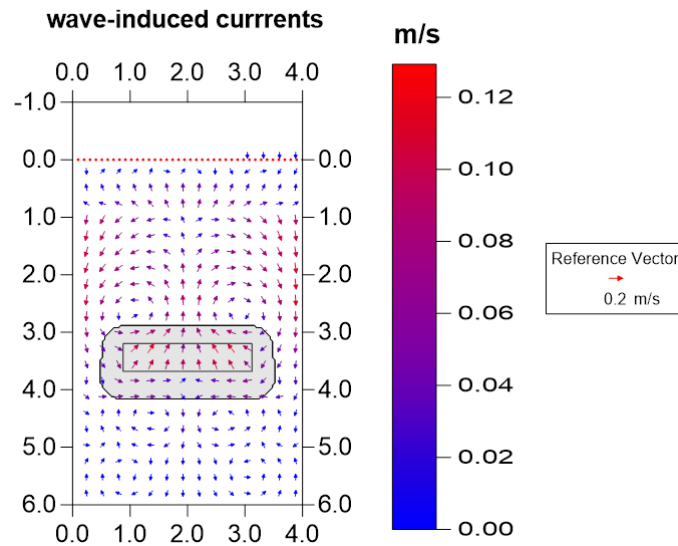 wave-induced currrents
m/s
0.0 1.0 2.0 3.0 4.0
-1.0
0.12
0.0 0.0
0.10
1.0 1.0
0.08
Reference Vector
2.0 2.0
0.2 m/s
0.06
3.0 3.0
0.04
4.0 4.0
0.02
5.0 5.0
0.00
6.0 6.0
0.0 1.0 2.0 3.0 4.0